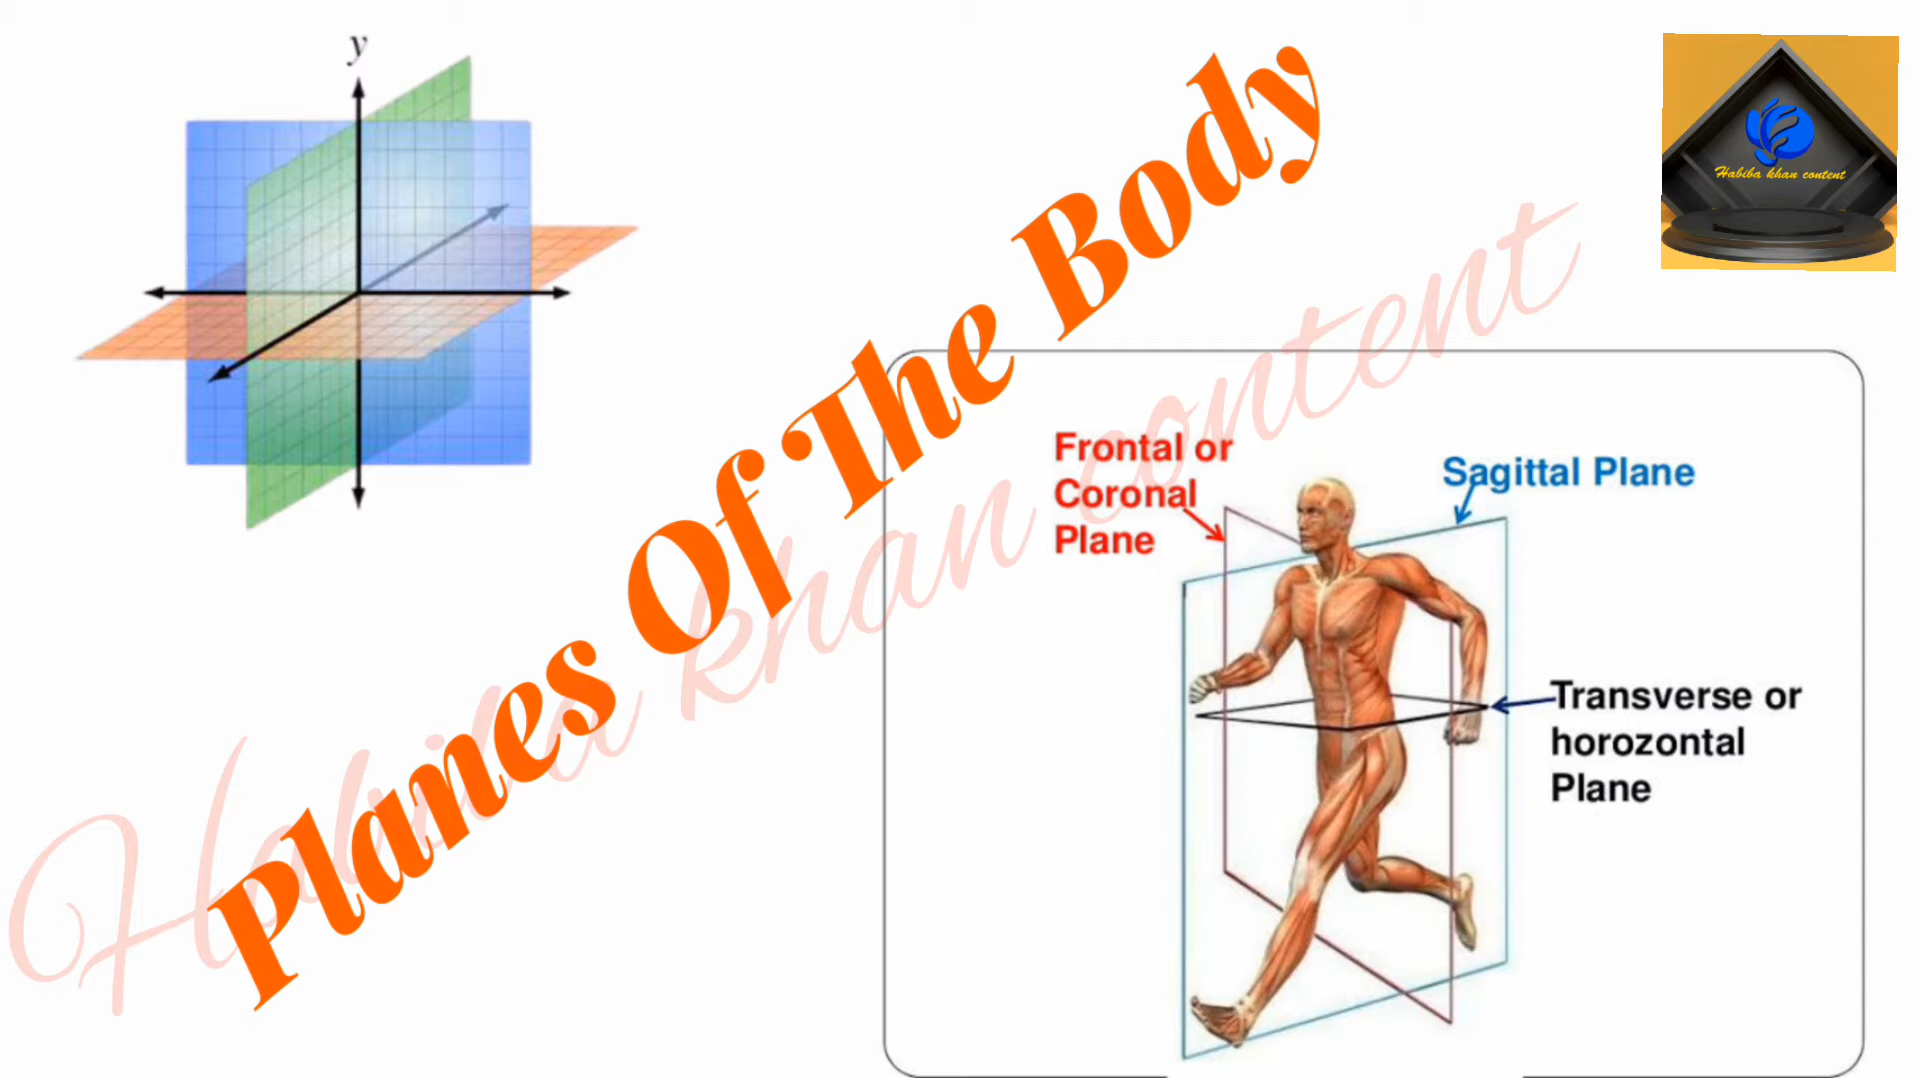 y
Planes Of The Body
Habiba khan content
Habiba khan content
Frontal or
Coronal
Plane
Sagittal Plane
Transverse or
horozontal
Plane